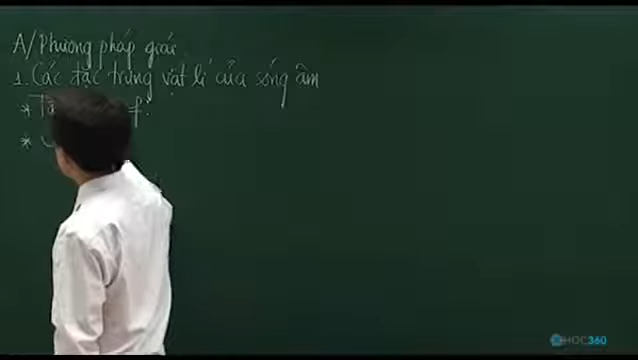 A/ Phương pháp giải
1. Các đặc trưng vật lí của sóng âm
* f:
*
HOC360